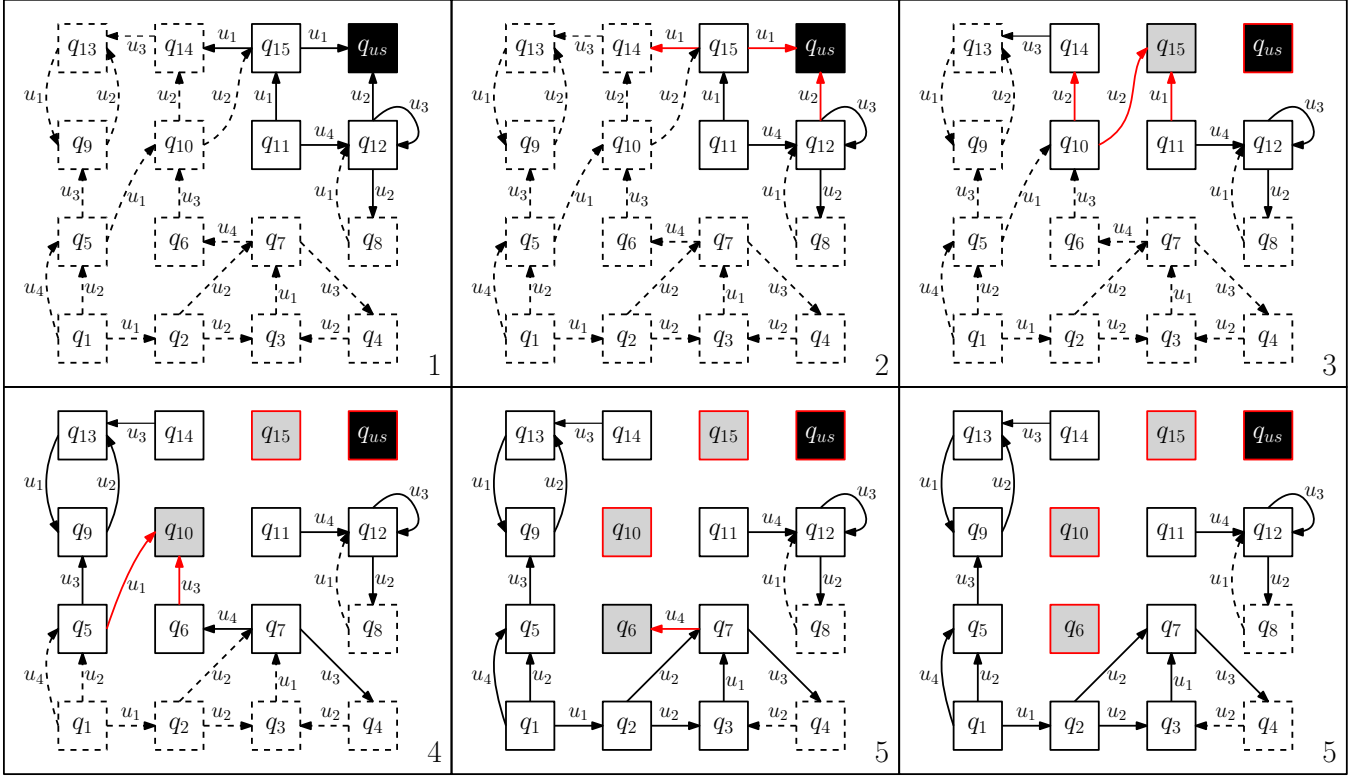 q13 u3 q14 u1 q15 u1 qus
u1 u2 u2 u2 u1 u2 u3
q9 q10 q11 u4 q12
u3 u1 u3 u1 u2
q5 q6 u4 q7 q8
u4 u2 u2 u1 u3
q1 u1 q2 u2 q3 u2 q4
1
q13 u3 q14 u1 q15 u1 qus
u1 u2 u2 u2 u1 u2 u3
q9 q10 q11 u4 q12
u3 u1 u3 u1 u2
q5 q6 u4 q7 q8
u4 u2 u2 u1 u3
q1 u1 q2 u2 q3 u2 q4
2
q13 u3 q14 q15 qus
u1 u2 u2 u2 u1 u3
q9 q10 q11 u4 q12
u3 u1 u3 u1 u2
q5 q6 u4 q7 q8
u4 u2 u2 u1 u3
q1 u1 q2 u2 q3 u2 q4
3
q13 u3 q14 q15 qus
u1 u2 u3
q9 q10 q11 u4 q12
u3 u1 u3 u1 u2
q5 q6 u4 q7 q8
u4 u2 u2 u1 u3
q1 u1 q2 u2 q3 u2 q4
4
q13 u3 q14 q15 qus
u1 u2 u3
q9 q10 q11 u4 q12
u3 u1 u2
q5 q6 u4 q7 q8
u4 u2 u2 u1 u3
q1 u1 q2 u2 q3 u2 q4
5
q13 u3 q14 q15 qus
u1 u2 u3
q9 q10 q11 u4 q12
u3 u1 u2
q5 q6 q7 q8
u4 u2 u2 u1 u3
q1 u1 q2 u2 q3 u2 q4
5